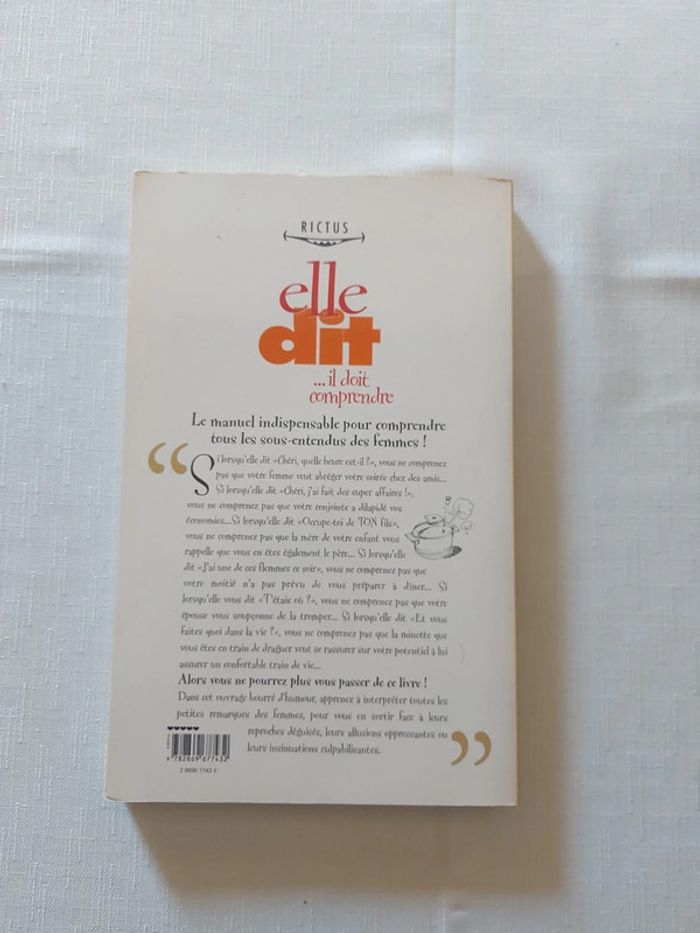 RICTUS
elle
dit
...il doit
comprendre
Le manuel indispensable pour comprendre
tous les sous-entendus des femmes !
“
Si lorsqu'elle dit «Chéri, quelle heure est-il ?», vous ne comprenez
pas que votre femme veut abréger votre soirée chez des amis...
Si lorsqu'elle dit «Chéri, j'ai fait des super affaires !»,
vous ne comprenez pas que votre conjointe a dilapidé vos
économies...Si lorsqu'elle dit «Occupe-toi de TON fils»,
vous ne comprenez pas que la mère de votre enfant vous
rappelle que vous en êtes également le père... Si lorsqu'elle
dit «J'ai une de ces flemmes ce soir», vous ne comprenez pas que
votre moitié n'a pas prévu de vous préparer à dîner... Si
lorsqu'elle vous dit «T'étais où ?», vous ne comprenez pas que votre
épouse vous soupçonne de la tromper... Si lorsqu'elle dit «Et vous
faites quoi dans la vie ?», vous ne comprenez pas que la minette que
vous êtes en train de draguer veut se rassurer sur votre potentiel à lui
assurer un confortable train de vie...
Alors vous ne pourrez plus vous passer de ce livre !
Dans cet ouvrage bourré d'humour, apprenez à interpréter toutes les
petites remarques des femmes, pour vous en sortir face à leurs
reproches déguisés, leurs allusions oppressantes ou
leurs insinuations culpabilisantes.
”
9 782869 677432